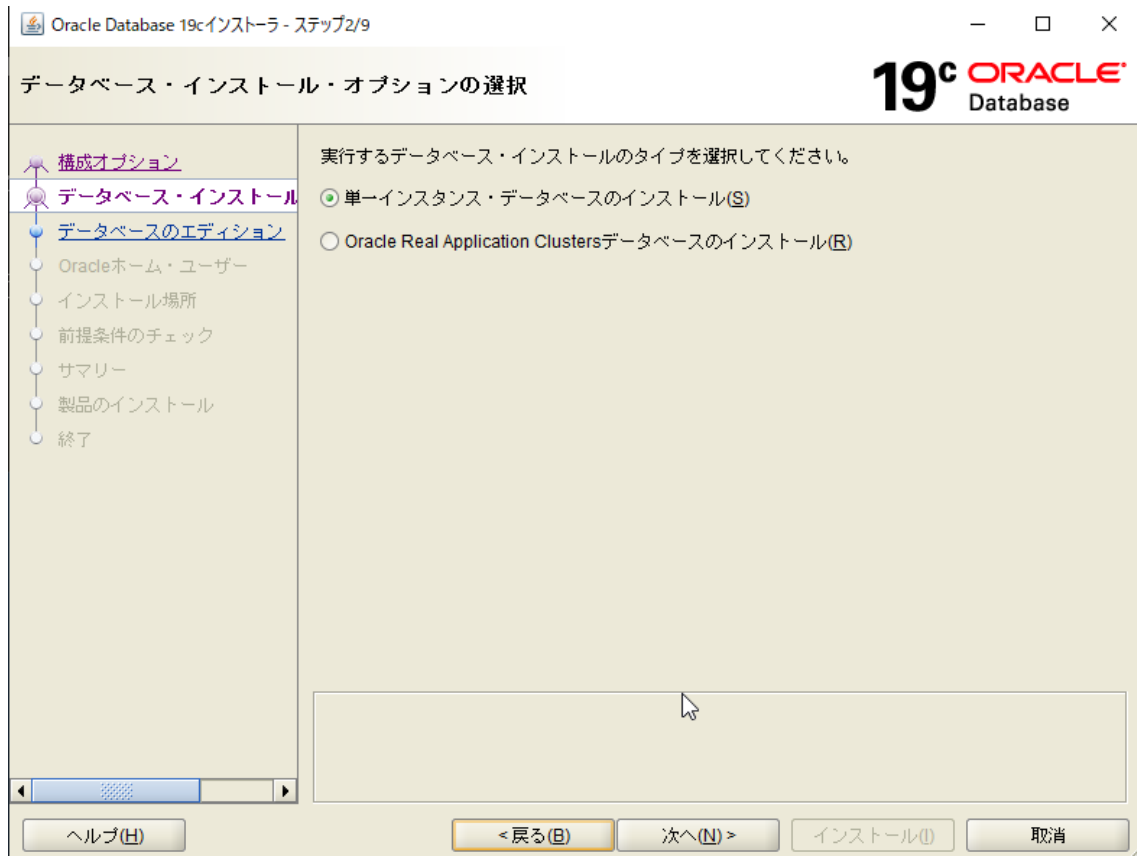 Oracle Database 19cインストーラ - ステップ2/9
データベース・インストール・オプションの選択
19c ORACLE
Database
構成オプション
データベース・インストール
データベースのエディション
Oracleホーム・ユーザー
インストール場所
前提条件のチェック
サマリー
製品のインストール
終了
実行するデータベース・インストールのタイプを選択してください。
単一インスタンス・データベースのインストール(S)
Oracle Real Application Clustersデータベースのインストール(R)
ヘルプ(H)
<戻る(B)
次へ(N)>
インストール(I)
取消